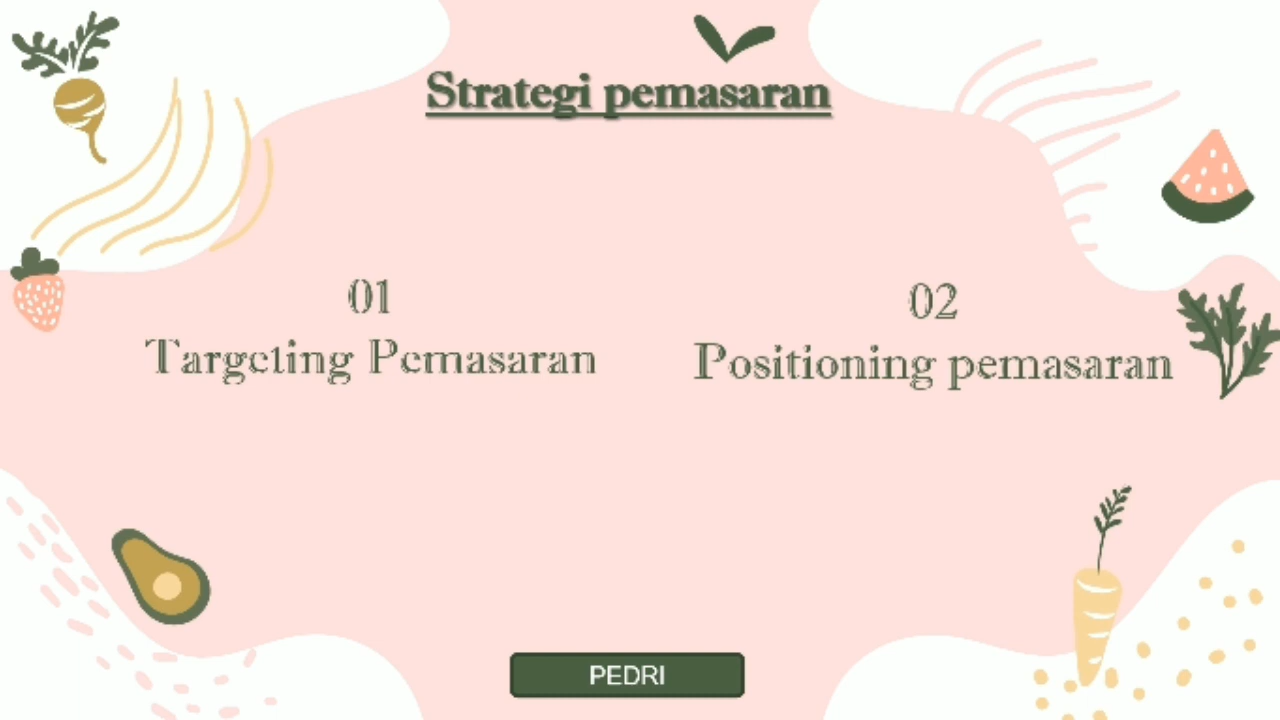 Strategi pemasaran
01
Targeting Pemasaran
02
Positioning pemasaran
PEDRI